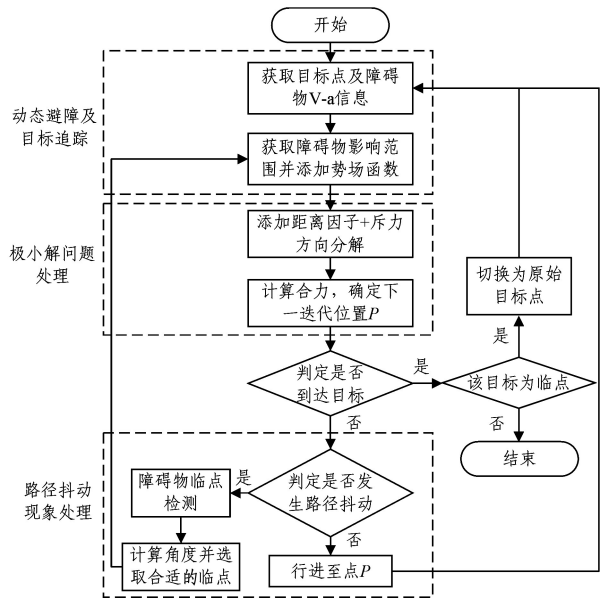 开始
动态避障及
目标追踪
获取目标点及障碍
物V-a信息
获取障碍物影响范
围并添加势场函数
极小解问题
处理
添加距离因子+斥力
方向分解
计算合力，确定下
一迭代位置P
切换为原始
目标点
是
判定是否
到达目标
是
该目标为临点
否
否
结束
路径抖动
现象处理
判定是否发
生路径抖动
是
障碍物临点
检测
否
计算角度并选
取合适的临点
行进至点P